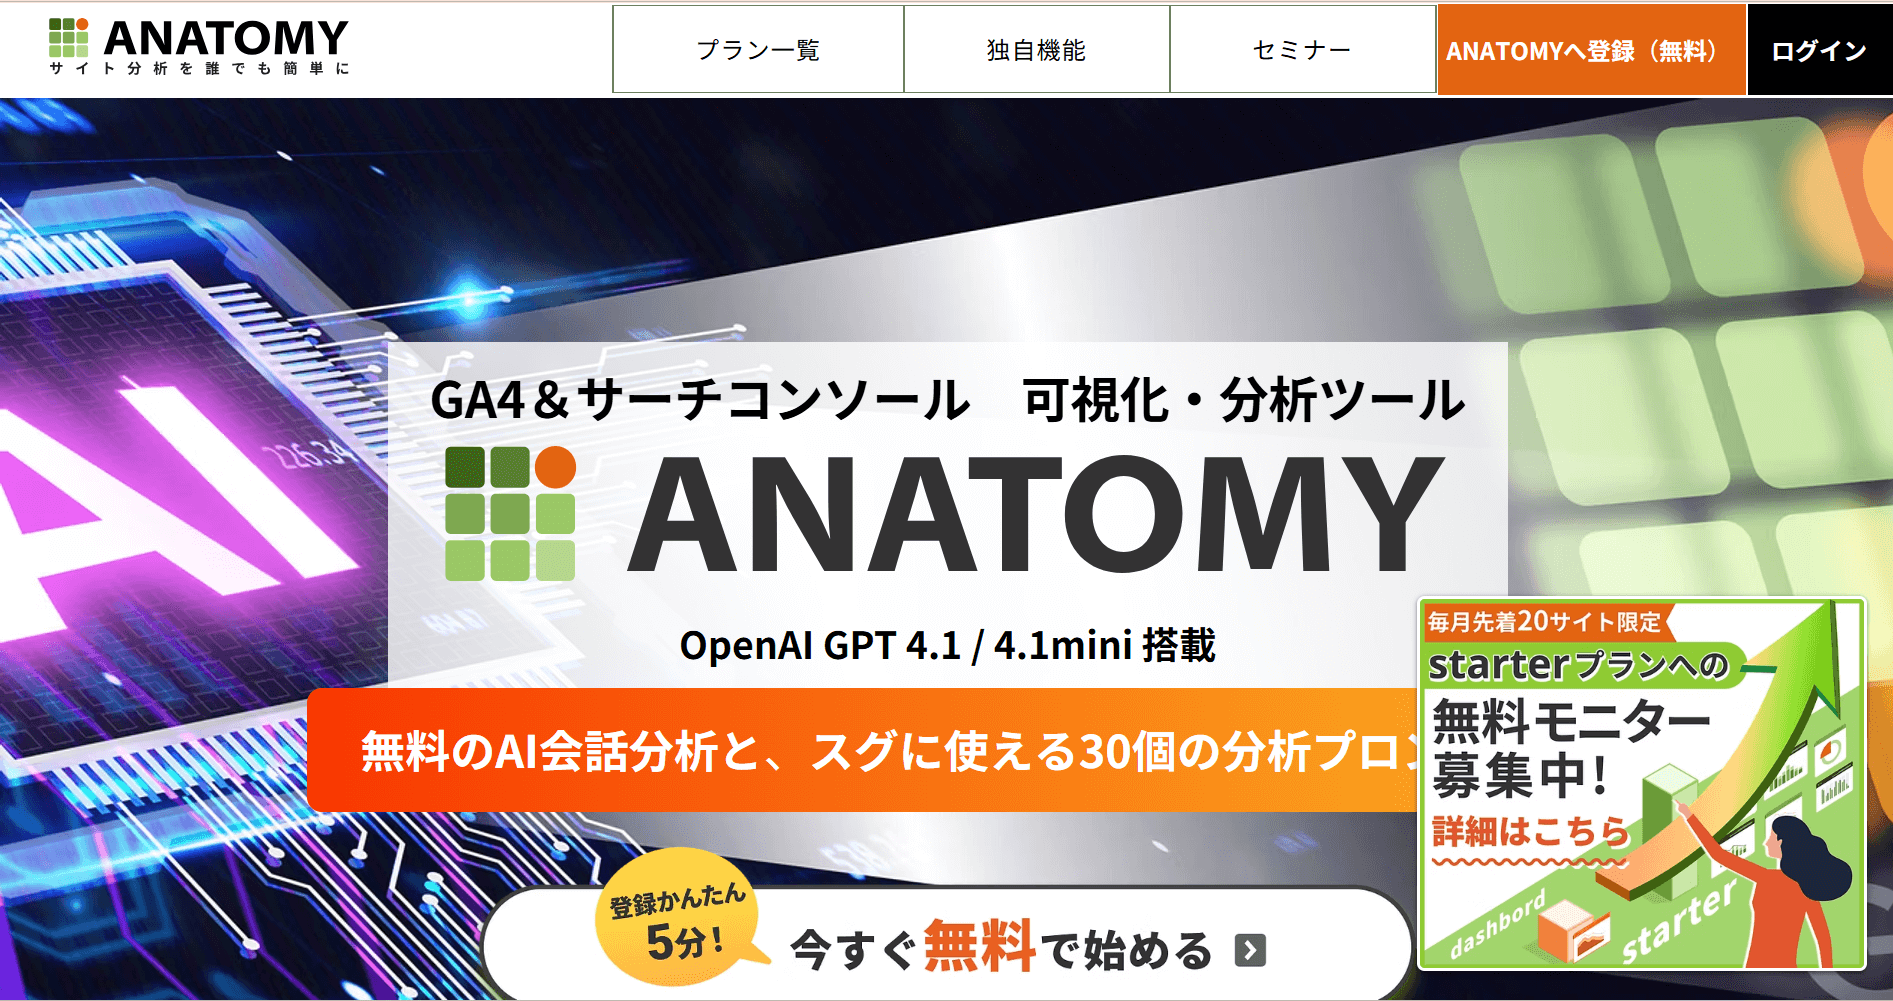 ANATOMY
サイト分析を誰でも簡単に
プラン一覧
独自機能
セミナー
ANATOMYへ登録（無料）
ログイン
AI
226.34
GA4＆サーチコンソール　可視化・分析ツール
ANATOMY
OpenAI GPT 4.1 / 4.1mini 搭載
無料のAI会話分析と、スグに使える30個の分析プロン
登録かんたん
5分！
今すぐ無料で始める
毎月先着20サイト限定
starterプランへの
無料モニター
募集中！
詳細はこちら
dashbord
starter